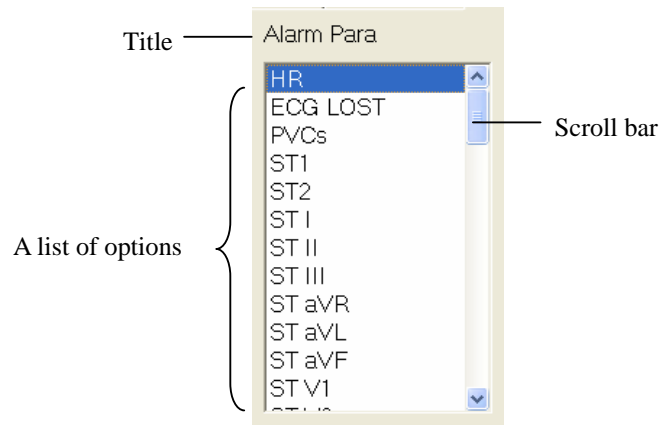 Title
Alarm Para
HR
ECG LOST
PVCs
ST1
ST2
ST I
ST II
ST III
ST aVR
ST aVL
ST aVF
ST V1
Scroll bar
A list of options